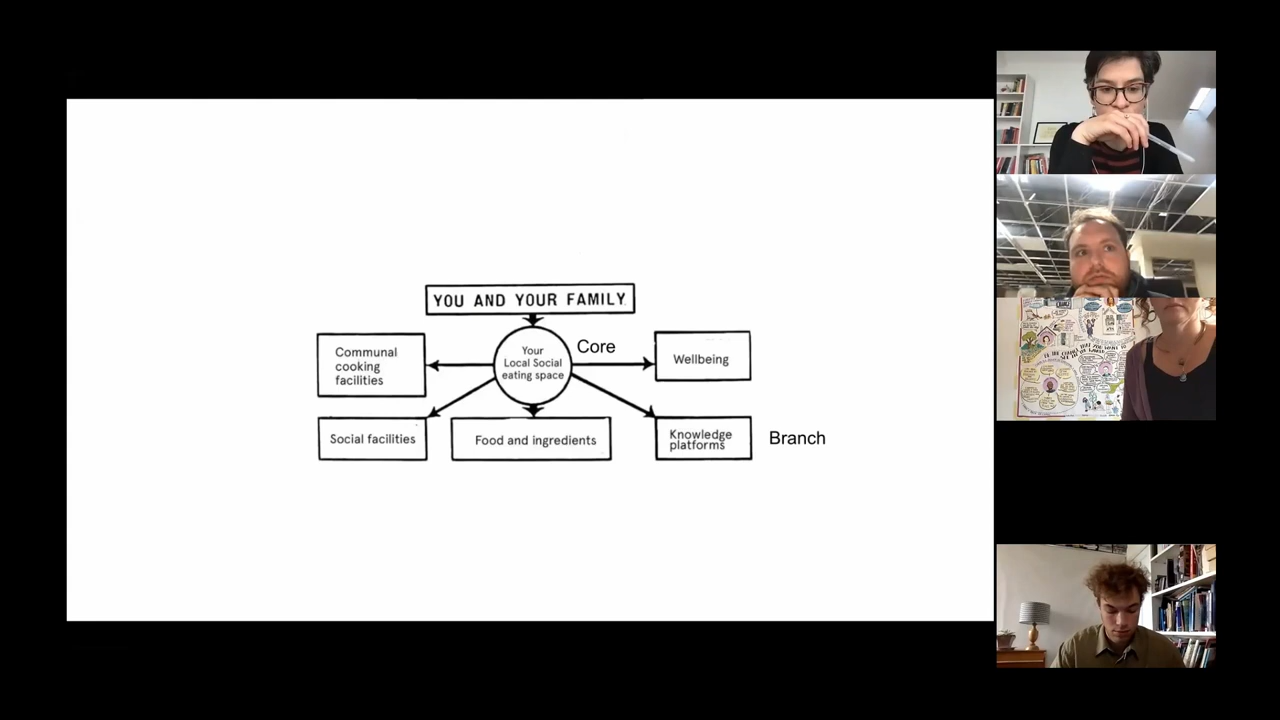 YOU AND YOUR FAMILY
Your
Local Social
eating space
Core
Communal
cooking
facilities
Wellbeing
Social facilities
Food and ingredients
Knowledge
platforms
Branch